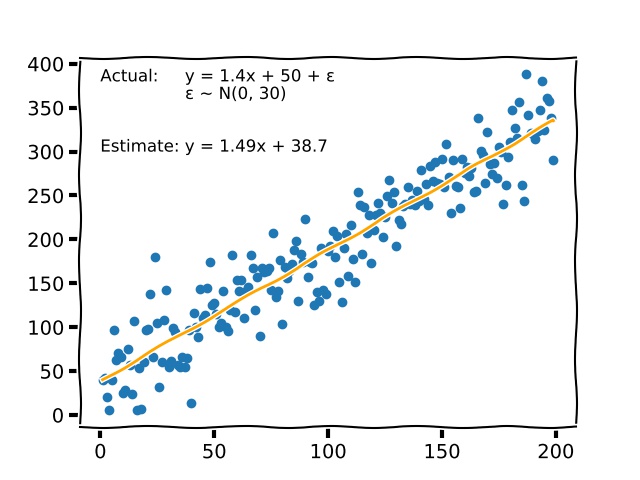 400
350
300
250
200
150
100
50
0
Actual: y = 1.4x + 50 + ε
ε ~ N(0, 30)
Estimate: y = 1.49x + 38.7
0 50 100 150 200